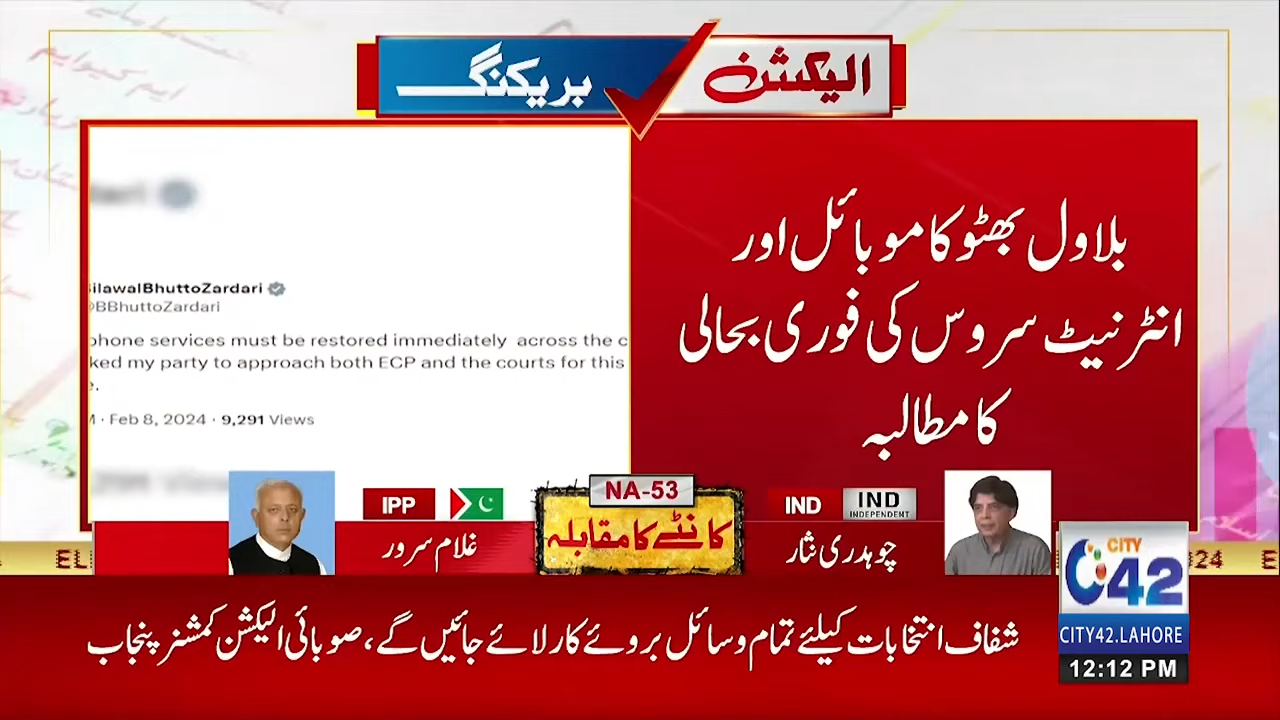 الیکشن
بریکنگ
ilawalBhuttoZardari
@BBhuttoZardari
phone services must be restored immediately across the c
ked my party to approach both ECP and the courts for this
e.
M · Feb 8, 2024 · 9,291 Views
بلاول بھٹو کا موبائل اور
انٹرنیٹ سروس کی فوری بحالی
کا مطالبہ
NA-53
کانٹے کا مقابلہ
IPP
غلام سرور
IND
IND
INDEPENDENT
چوہدری نثار
EL
24
E
CITY
42
CITY42.LAHORE
12:12 PM
شفاف انتخابات کیلئے تمام وسائل بروئے کار لائے جائیں گے، صوبائی الیکشن کمشنر پنجاب